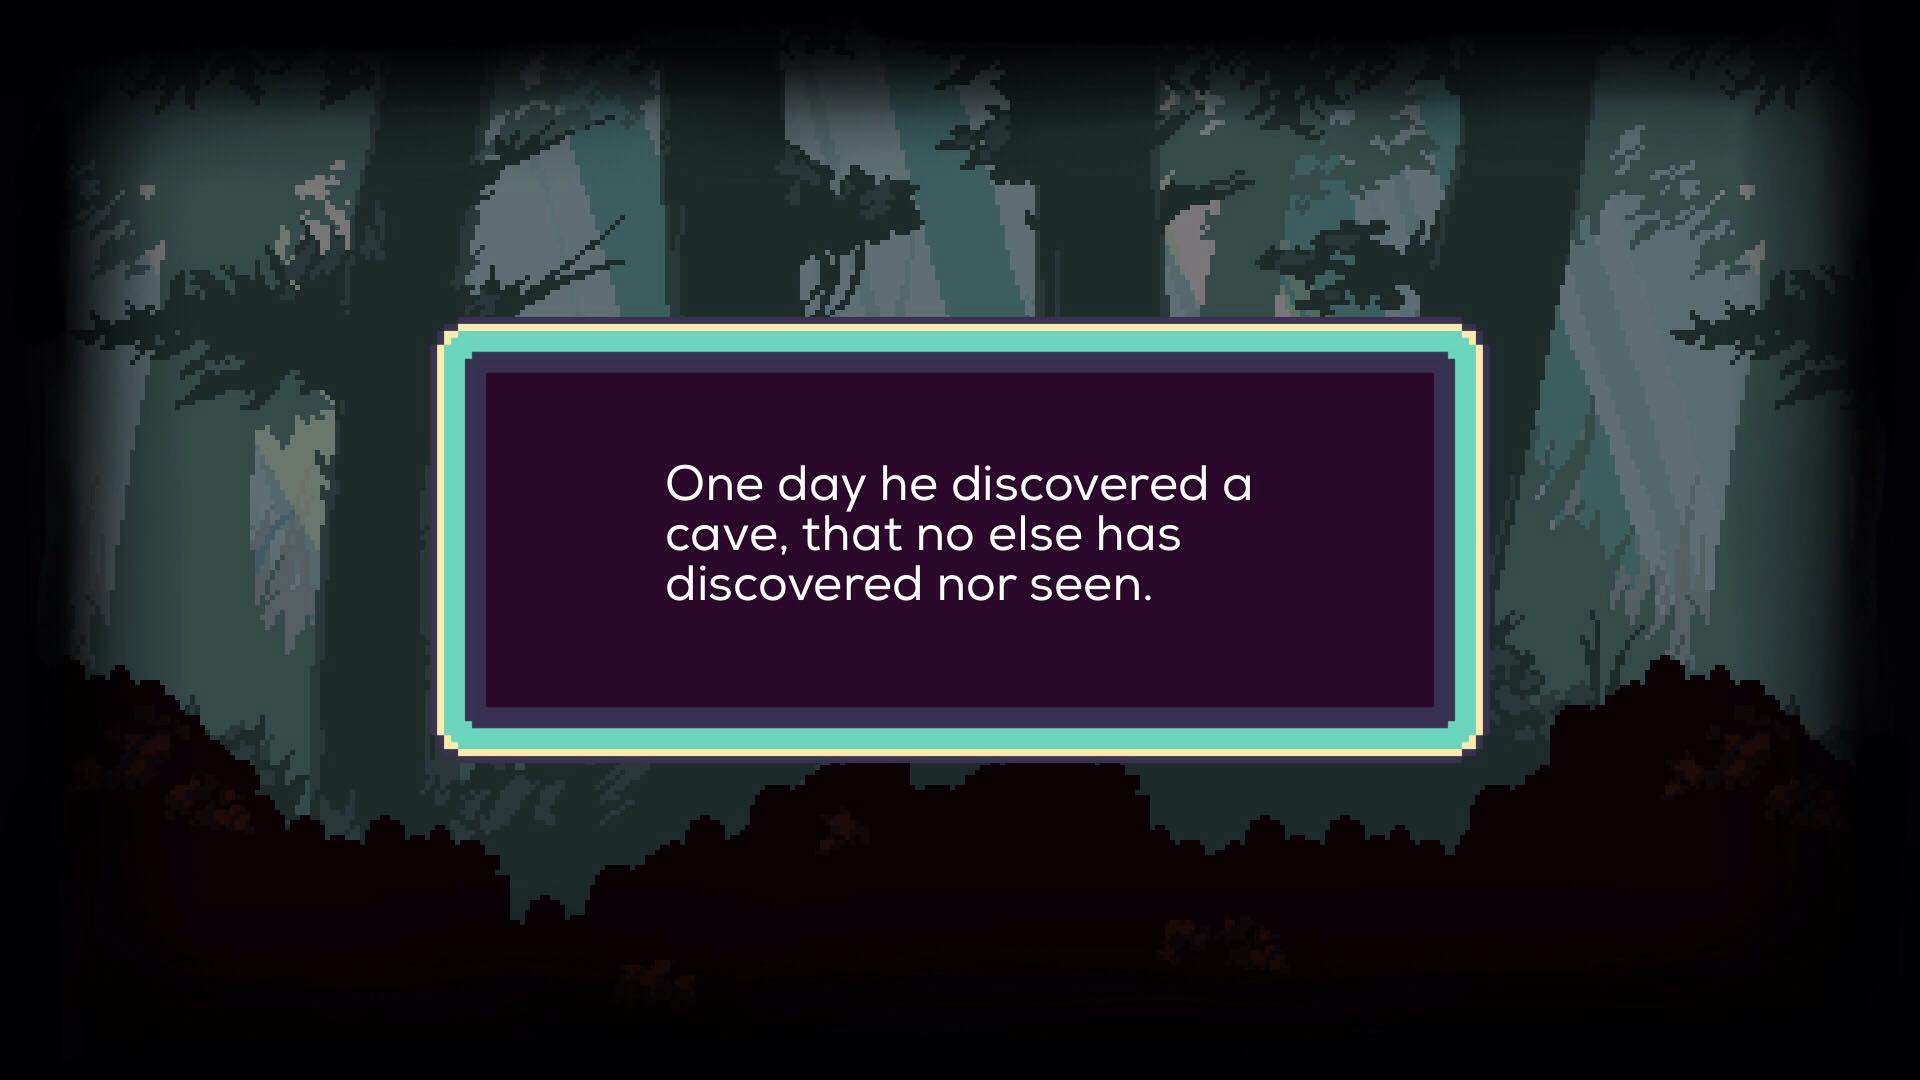 One day he discovered a
cave, that no else has
discovered nor seen.